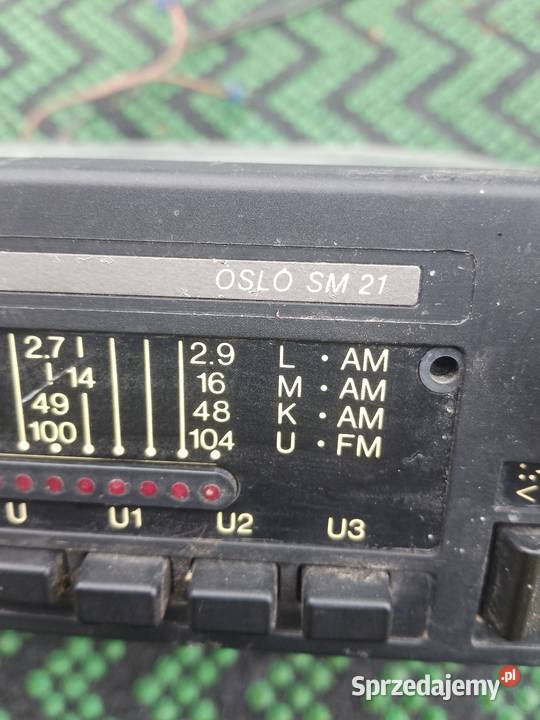 OSLO SM 21
2.7 2.9 L · AM
14 16 M · AM
49 48 K · AM
100 104 U · FM
U U1 U2 U3
Sprzedajemy.pl